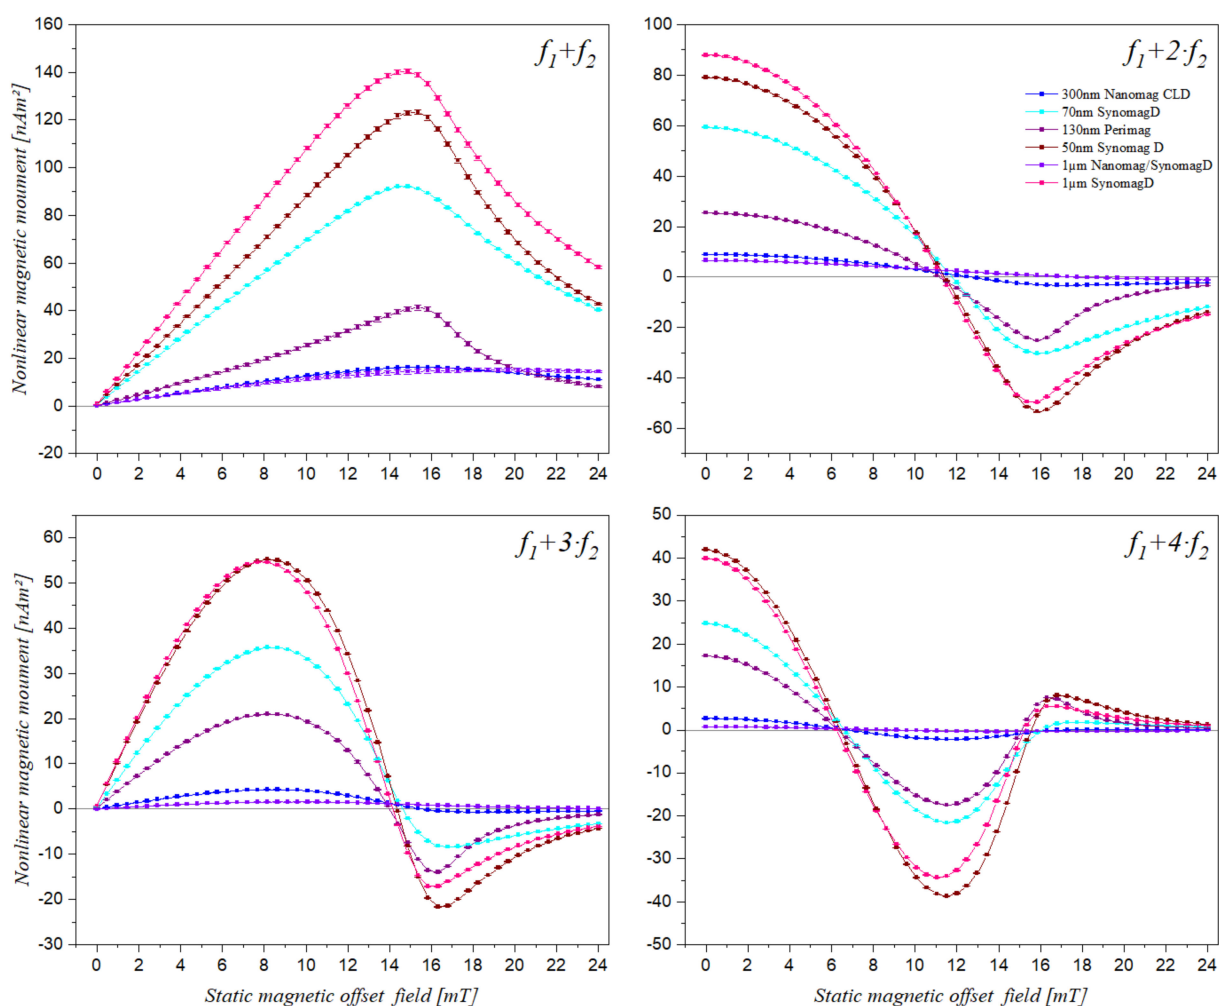 f1+f2
Nonlinear magnetic moument [nAm²]
160
140
120
100
80
60
40
20
0
-20
0 2 4 6 8 10 12 14 16 18 20 22 24
f1+2·f2
100
80
60
40
20
0
-20
-40
-60
300nm Nanomag CLD
70nm SynomagD
130nm Perimag
50nm Synomag D
1µm Nanomag/SynomagD
1µm SynomagD
0 2 4 6 8 10 12 14 16 18 20 22 24
f1+3·f2
Nonlinear magnetic moument [nAm²]
60
50
40
30
20
10
0
-10
-20
-30
0 2 4 6 8 10 12 14 16 18 20 22 24
Static magnetic offset field [mT]
f1+4·f2
50
40
30
20
10
0
-10
-20
-30
-40
-50
0 2 4 6 8 10 12 14 16 18 20 22 24
Static magnetic offset field [mT]